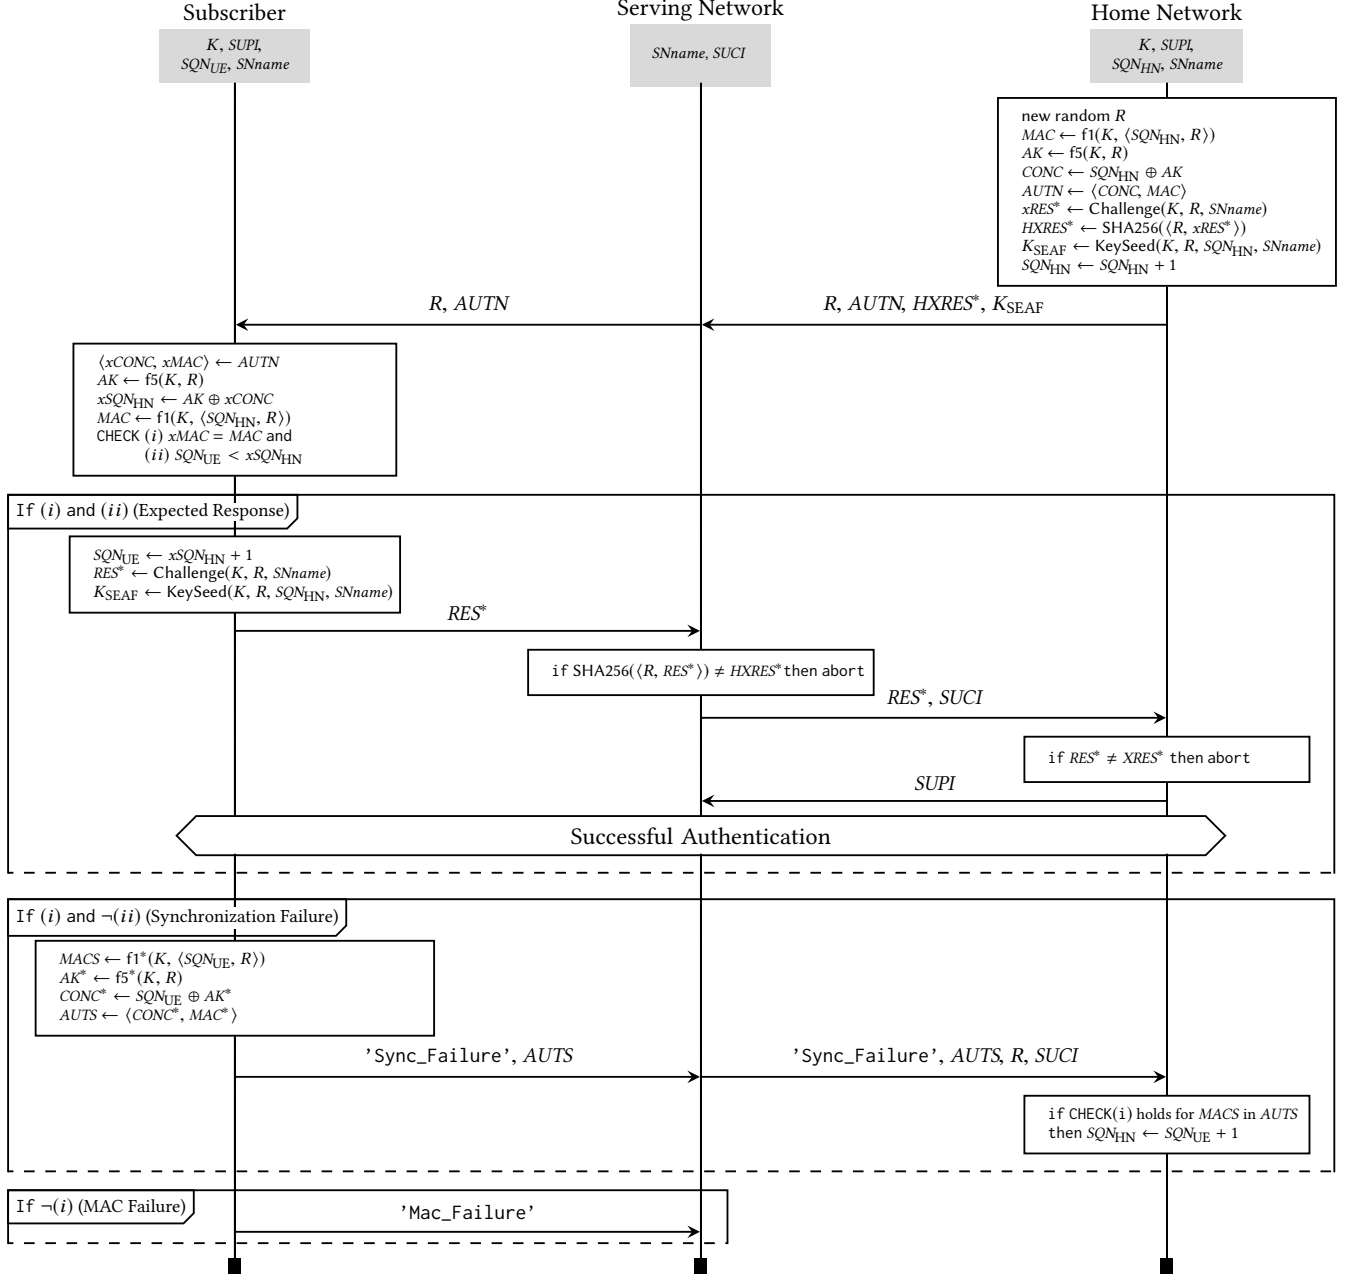 Subscriber
Serving Network
Home Network
K, SUPI,
SQN_UE, SNname
SNname, SUCI
K, SUPI,
SQN_HN, SNname
new random R
MAC ← f1(K, ⟨SQN_HN, R⟩)
AK ← f5(K, R)
CONC ← SQN_HN ⊕ AK
AUTN ← ⟨CONC, MAC⟩
xRES* ← Challenge(K, R, SNname)
HXRES* ← SHA256(⟨R, xRES*⟩)
K_SEAF ← KeySeed(K, R, SQN_HN, SNname)
SQN_HN ← SQN_HN + 1
R, AUTN
R, AUTN, HXRES*, K_SEAF
⟨xCONC, xMAC⟩ ← AUTN
AK ← f5(K, R)
xSQN_HN ← AK ⊕ xCONC
MAC ← f1(K, ⟨SQN_HN, R⟩)
CHECK (i) xMAC = MAC and
(ii) SQN_UE < xSQN_HN
If (i) and (ii) (Expected Response)
SQN_UE ← xSQN_HN + 1
RES* ← Challenge(K, R, SNname)
K_SEAF ← KeySeed(K, R, SQN_HN, SNname)
RES*
if SHA256(⟨R, RES*⟩) ≠ HXRES* then abort
RES*, SUCI
if RES* ≠ XRES* then abort
SUPI
Successful Authentication
If (i) and ¬(ii) (Synchronization Failure)
MACS ← f1*(K, ⟨SQN_UE, R⟩)
AK* ← f5*(K, R)
CONC* ← SQN_UE ⊕ AK*
AUTS ← ⟨CONC*, MAC*⟩
'Sync_Failure', AUTS
'Sync_Failure', AUTS, R, SUCI
if CHECK(i) holds for MACS in AUTS
then SQN_HN ← SQN_UE + 1
If ¬(i) (MAC Failure)
'Mac_Failure'